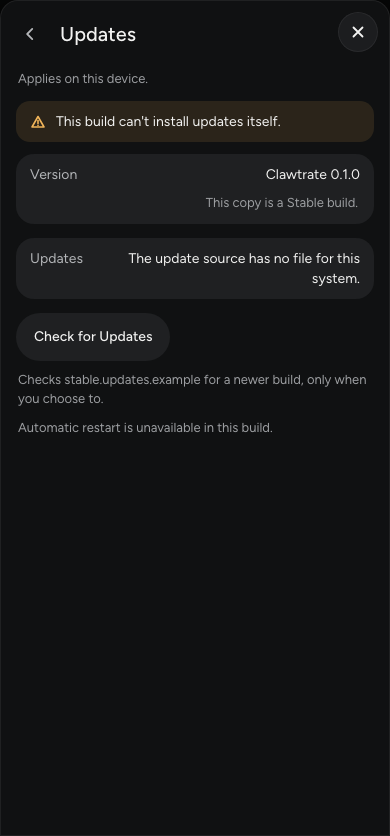 Updates
Applies on this device.
This build can't install updates itself.
Version
Clawtrate 0.1.0
This copy is a Stable build.
Updates
The update source has no file for this
system.
Check for Updates
Checks stable.updates.example for a newer build, only when
you choose to.
Automatic restart is unavailable in this build.